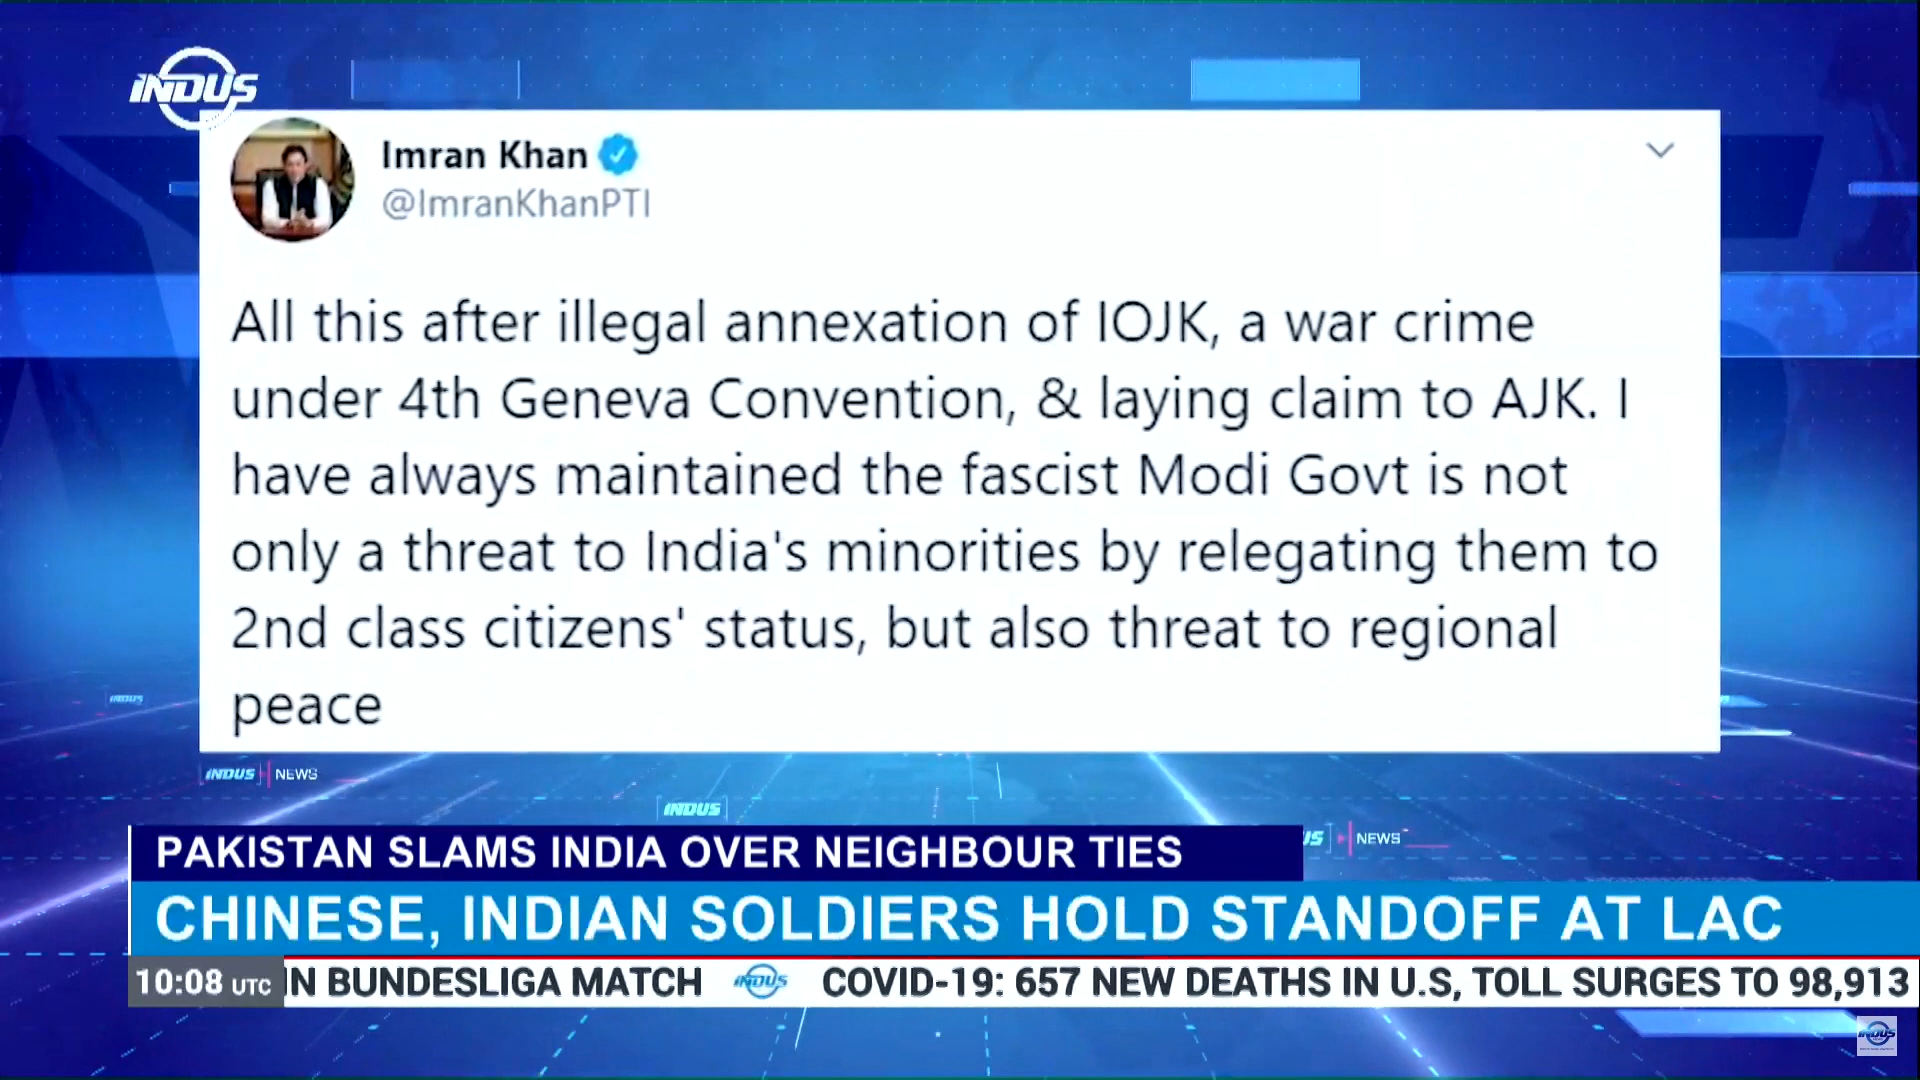 INDUS
Imran Khan
@ImranKhanPTI
All this after illegal annexation of IOJK, a war crime
under 4th Geneva Convention, & laying claim to AJK. I
have always maintained the fascist Modi Govt is not
only a threat to India's minorities by relegating them to
2nd class citizens' status, but also threat to regional
peace
INDUS
INDUS NEWS
INDUS
US NEWS
PAKISTAN SLAMS INDIA OVER NEIGHBOUR TIES
CHINESE, INDIAN SOLDIERS HOLD STANDOFF AT LAC
10:08 UTC IN BUNDESLIGA MATCH INDUS COVID-19: 657 NEW DEATHS IN U.S, TOLL SURGES TO 98,913
INDUS